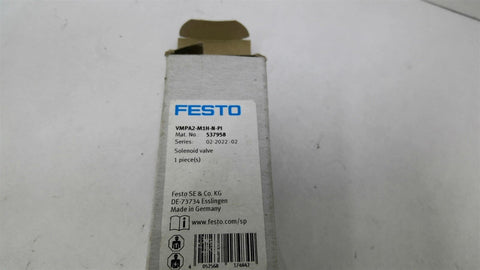 FESTO
VMPA2-M1H-N-PI
Mat. No. 537958
Series: 02-2022 -02
Solenoid valve
1 piece(s)
Festo SE & Co. KG
DE-73734 Esslingen
Made in Germany
www.festo.com/sp